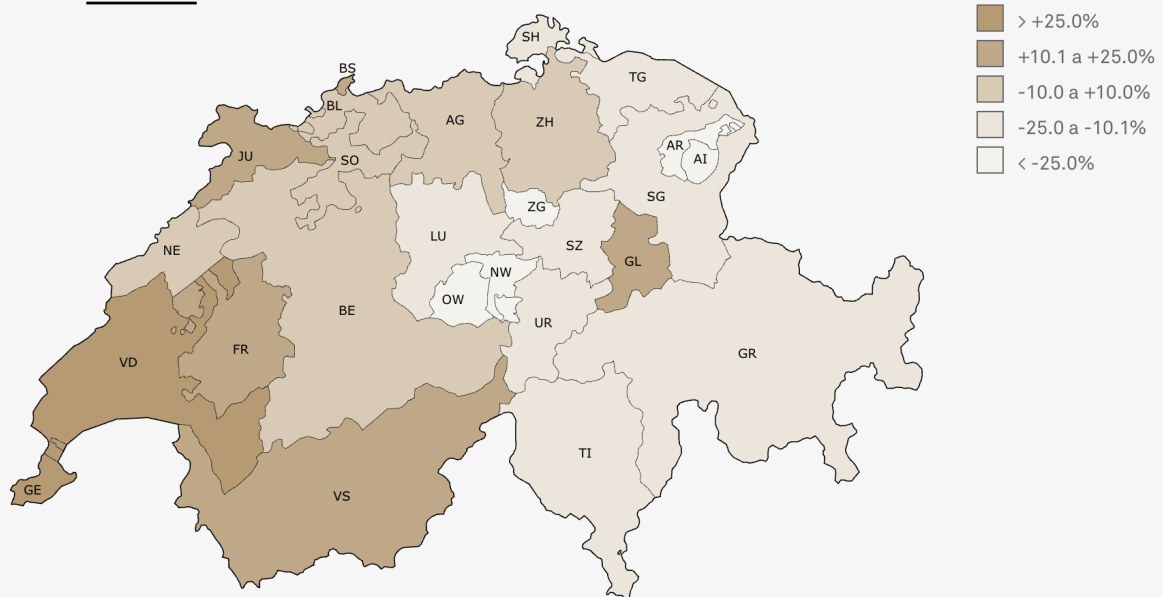 > +25.0%
+10.1 a +25.0%
-10.0 a +10.0%
-25.0 a -10.1%
< -25.0%
SH
BS
TG
BL
AG
ZH
AR
AI
JU
SO
SG
ZG
LU
SZ
NE
GL
NW
OW
BE
UR
FR
VD
GR
TI
GE
VS